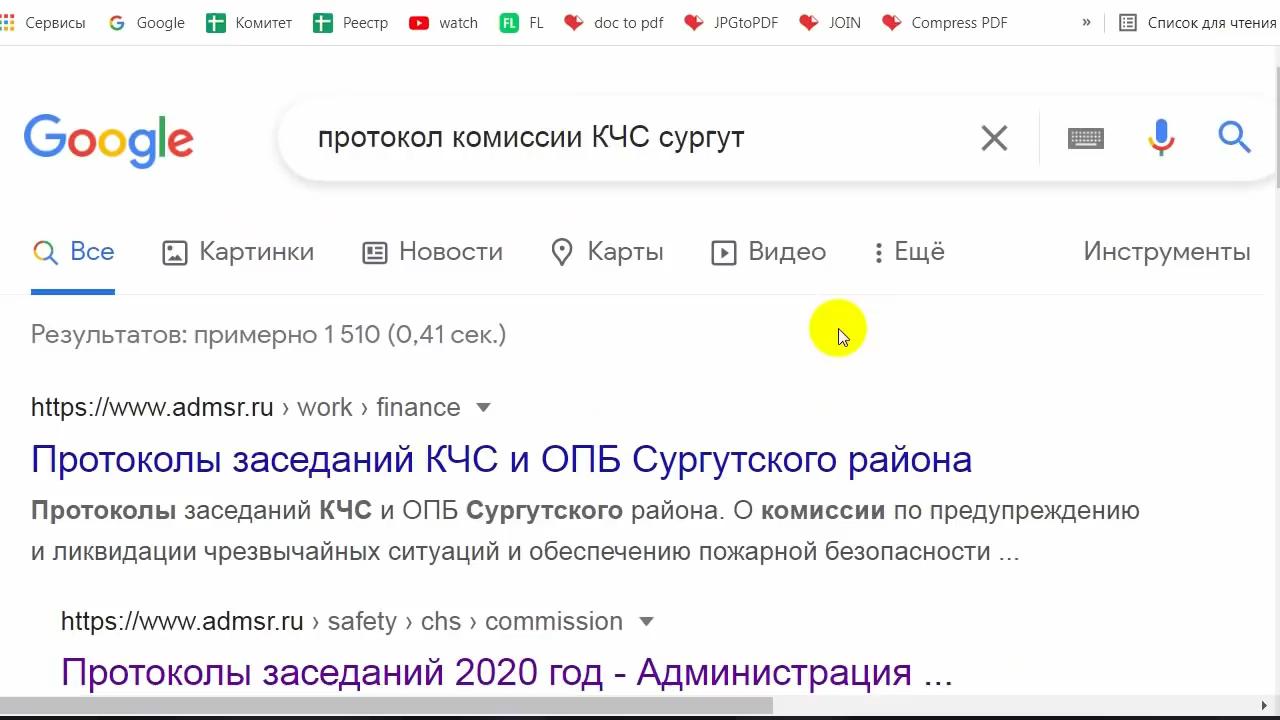 Сервисы Google Комитет Реестр watch FL FL doc to pdf JPGtoPDF JOIN Compress PDF » Список для чтения
Google протокол комиссии КЧС сургут
Все Картинки Новости Карты Видео Ещё Инструменты
Результатов: примерно 1 510 (0,41 сек.)
https://www.admsr.ru › work › finance
Протоколы заседаний КЧС и ОПБ Сургутского района
Протоколы заседаний КЧС и ОПБ Сургутского района. О комиссии по предупреждению
и ликвидации чрезвычайных ситуаций и обеспечению пожарной безопасности ...
https://www.admsr.ru › safety › chs › commission
Протоколы заседаний 2020 год - Администрация ...